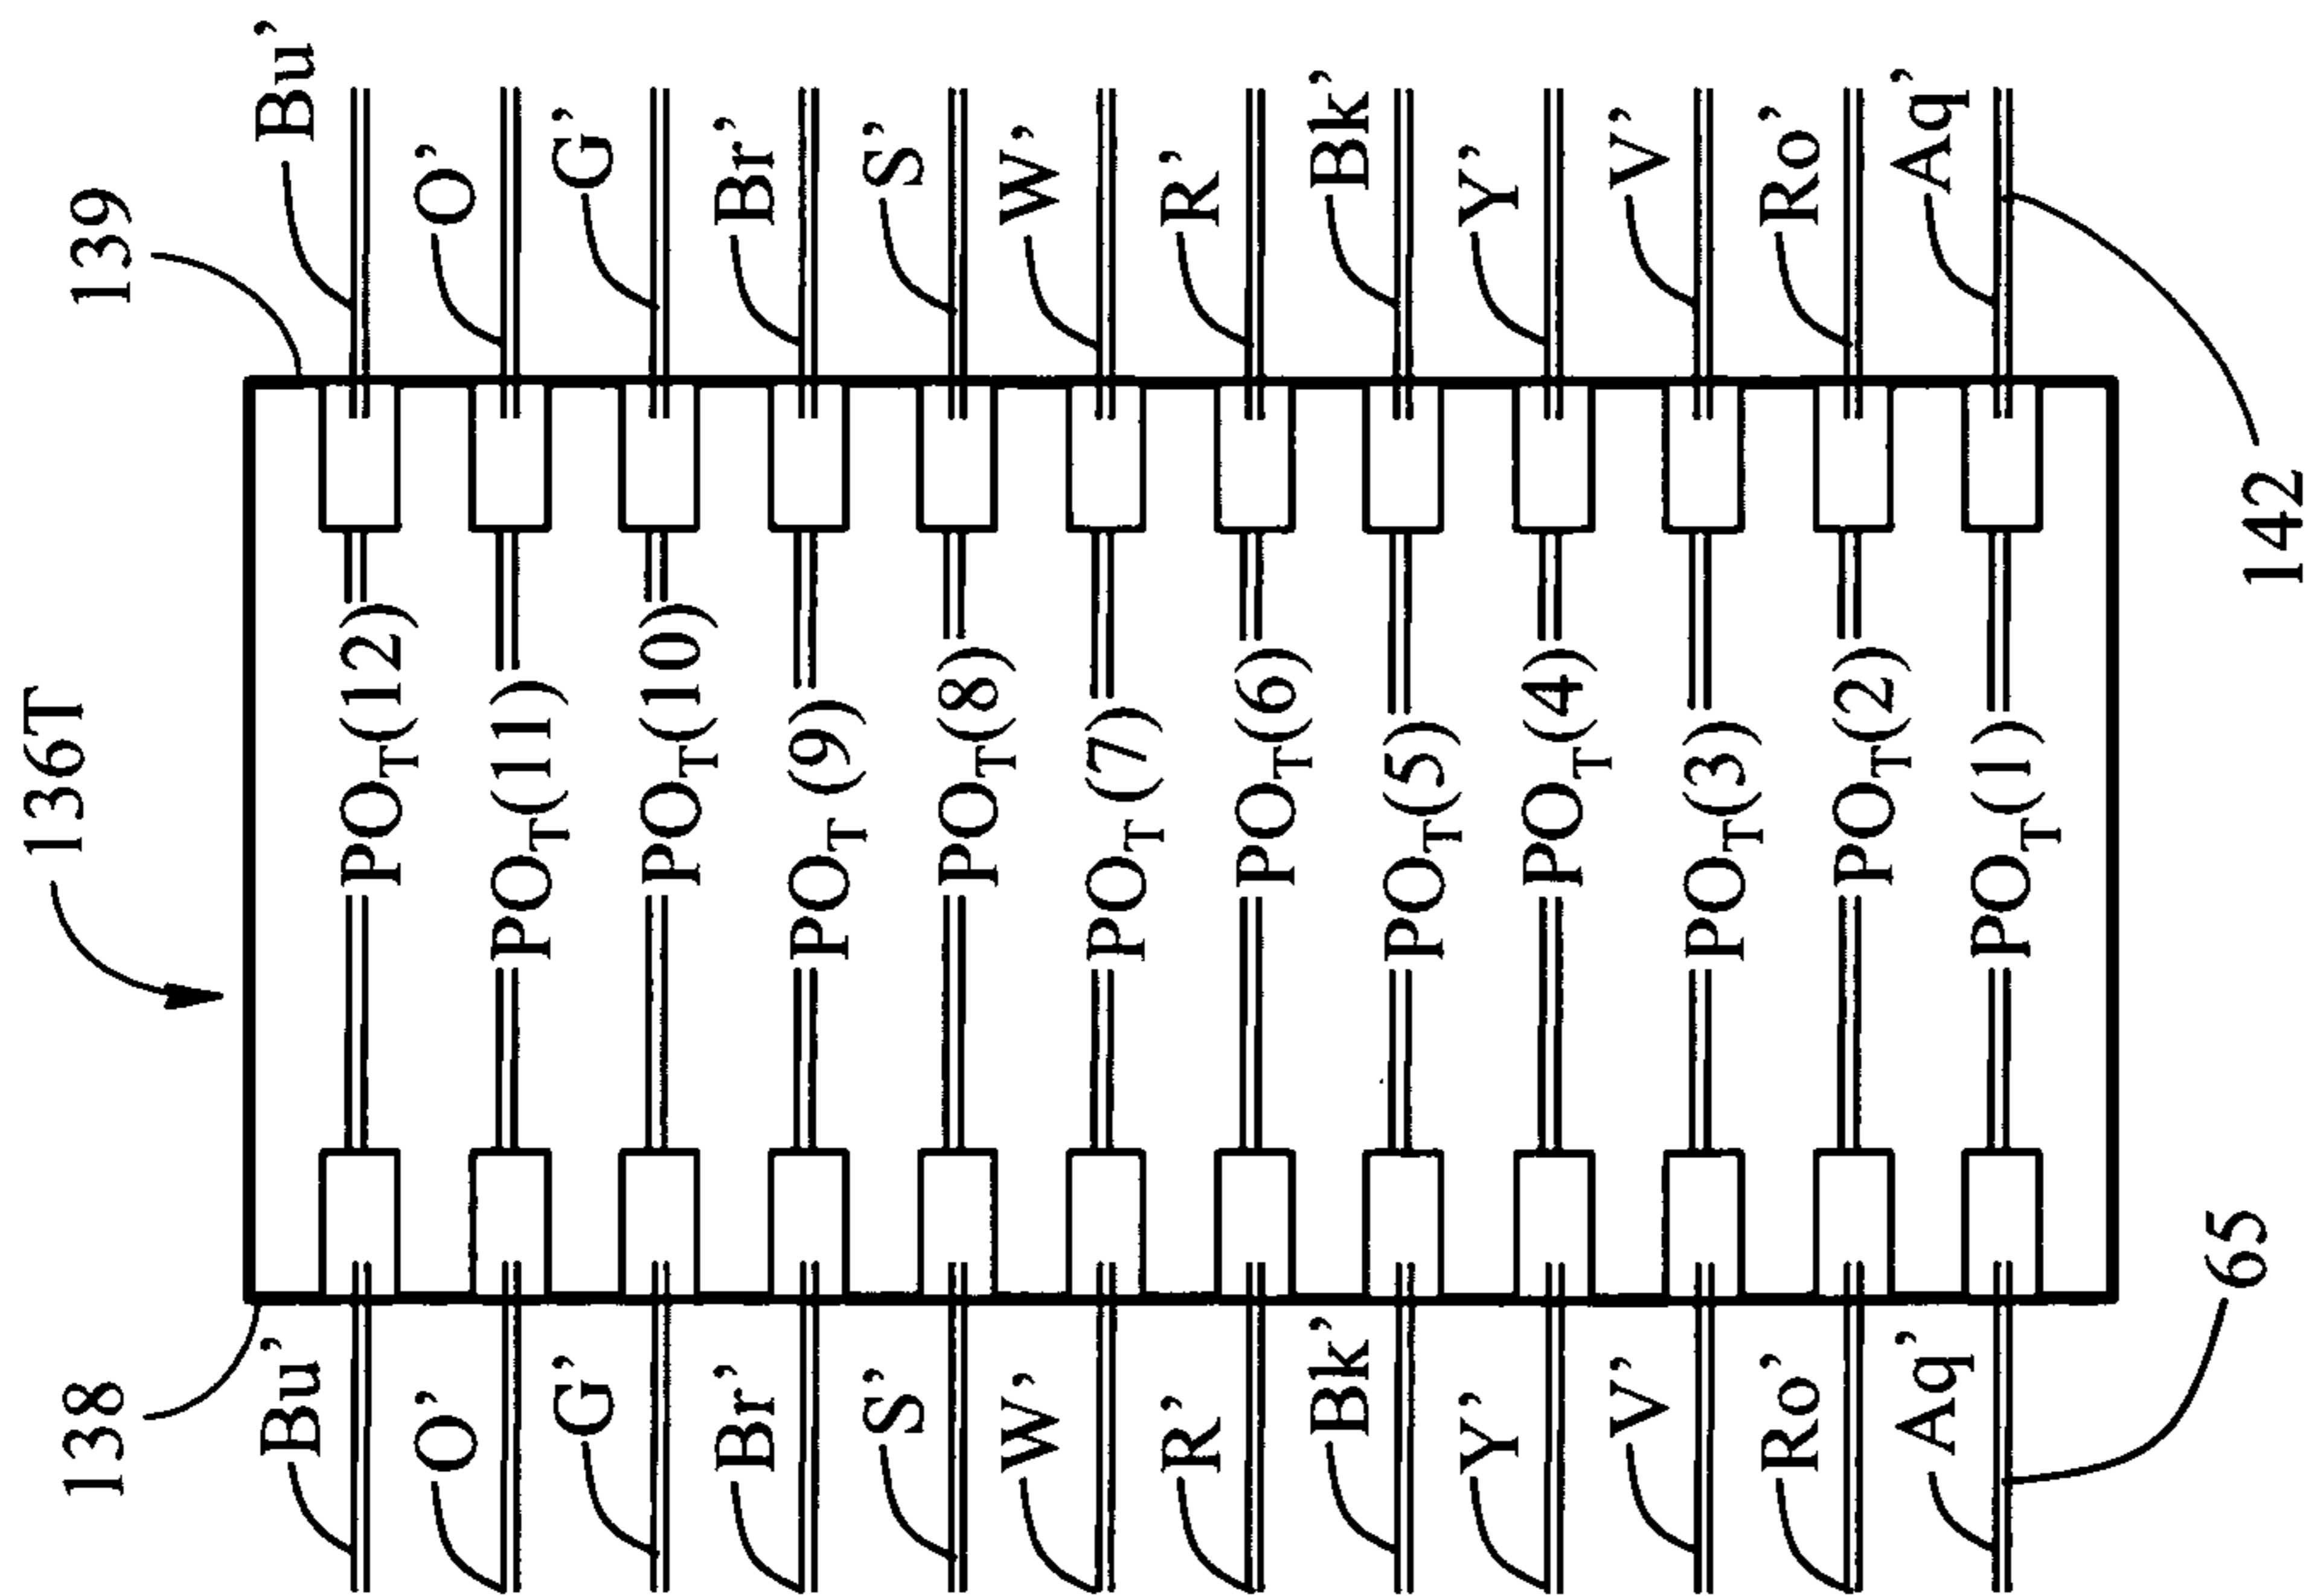 136T
139
138
Bu’
O’
G’
Br’
S’
W’
R’
Bk’
Y’
V’
Ro’
Aq’
POT(12)
POT(11)
POT(10)
POT (9)
POT(8)
POT (7)
POT(6)
POT(5)
POT(4)
POT(3)
POT(2)
POT(1)
Bu’
O’
G’
Br’
S’
W’
R’
Bk’
Y’
V’
Ro’
Aq’
65
142